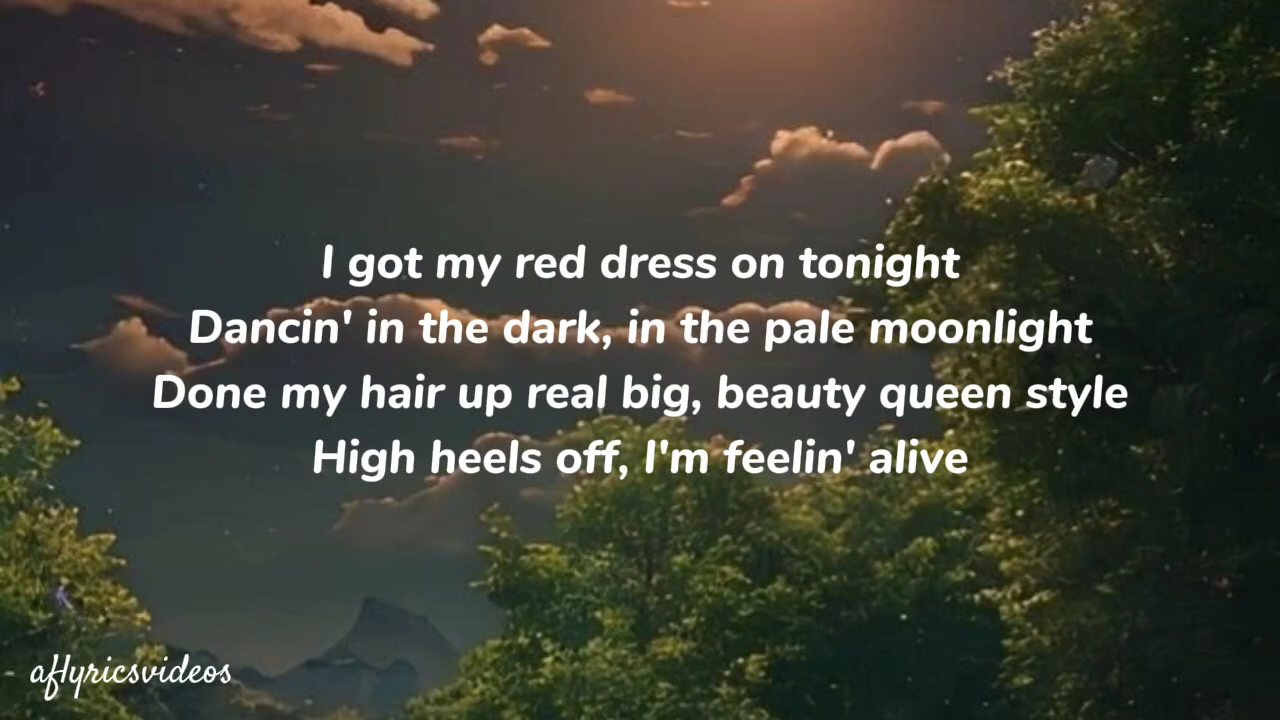 I got my red dress on tonight
Dancin' in the dark, in the pale moonlight
Done my hair up real big, beauty queen style
High heels off, I'm feelin' alive
aflyricsvideos